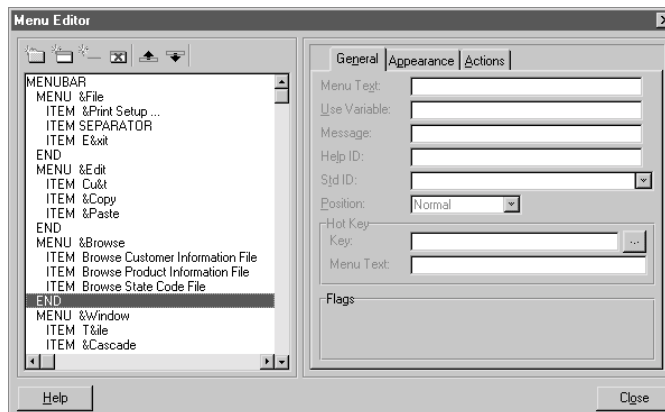 Menu Editor
MENUBAR
MENU &File
ITEM &Print Setup ...
ITEM SEPARATOR
ITEM E&xit
END
MENU &Edit
ITEM Cu&t
ITEM &Copy
ITEM &Paste
END
MENU &Browse
ITEM Browse Customer Information File
ITEM Browse Product Information File
ITEM Browse State Code File
END
MENU &Window
ITEM T&ile
ITEM &Cascade
General Appearance Actions
Menu Text:
Use Variable:
Message:
Help ID:
Std ID:
Position: Normal
Hot Key
Key: ...
Menu Text:
Flags
Help
Close